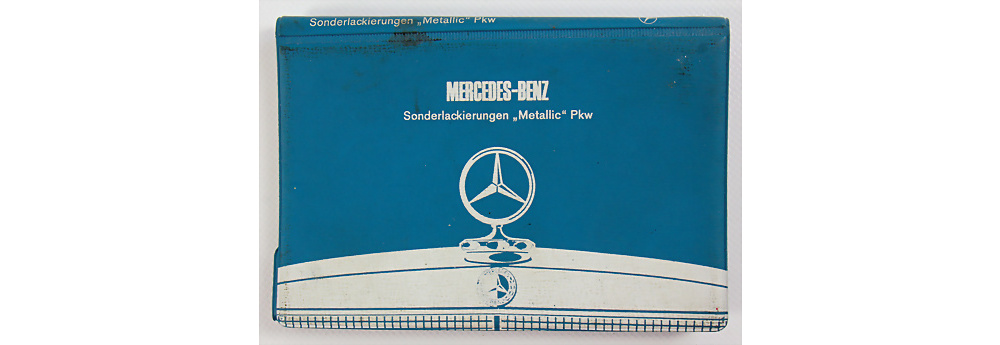 Sonderlackierungen „Metallic" Pkw
MERCEDES-BENZ
Sonderlackierungen „Metallic" Pkw